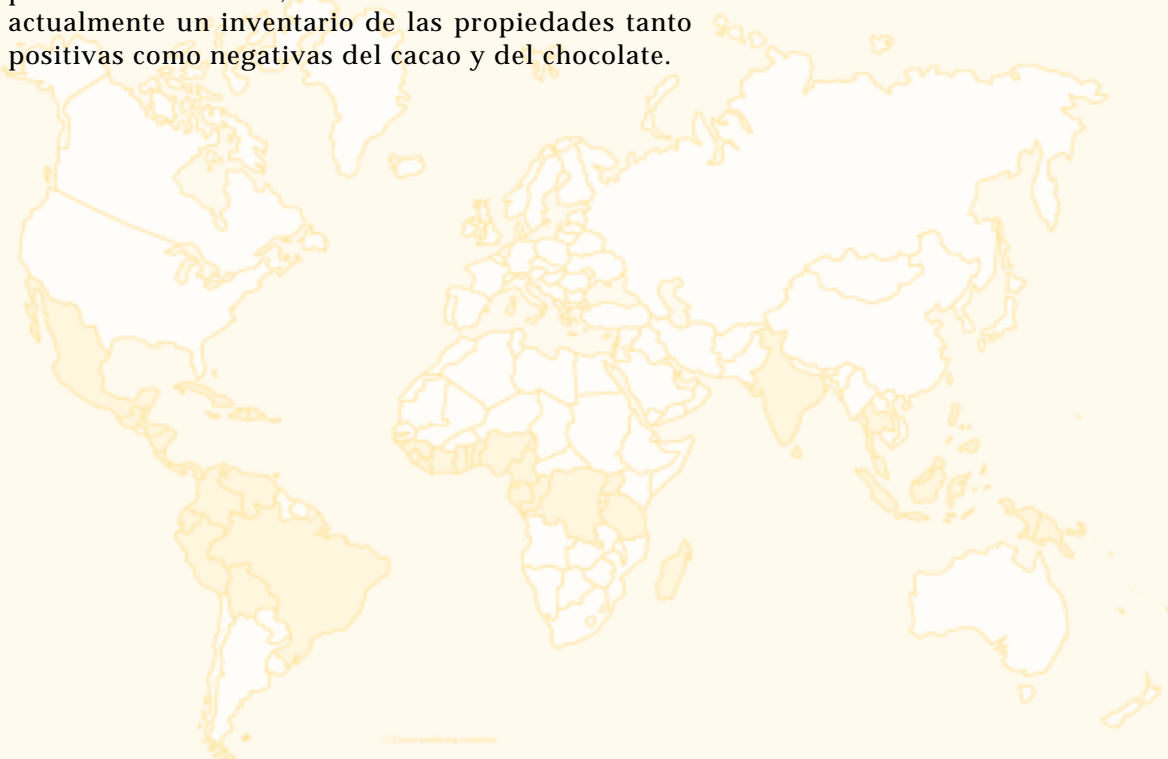 actualmente un inventario de las propiedades tanto
positivas como negativas del cacao y del chocolate.